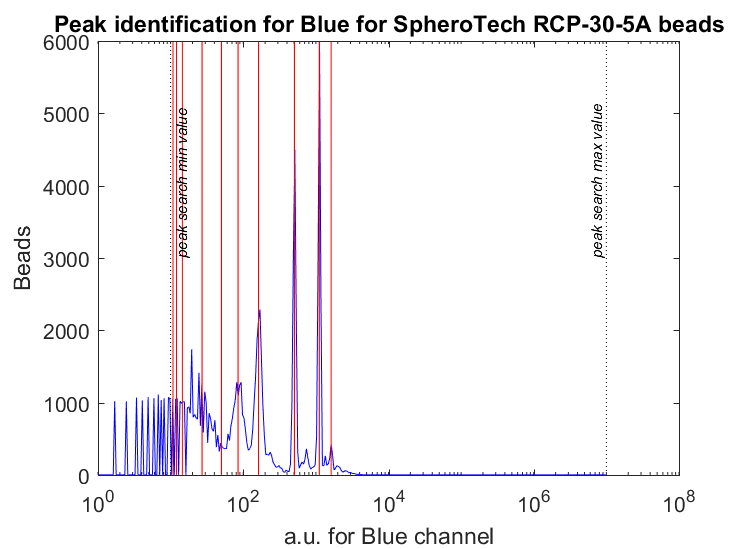 Peak identification for Blue for SpheroTech RCP-30-5A beads
6000
5000
4000
3000
2000
1000
0
Beads
peak search min value
peak search max value
10^0
10^2
10^4
10^6
10^8
a.u. for Blue channel